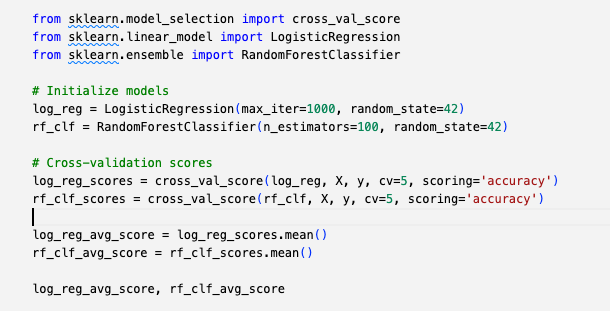 from sklearn.model_selection import cross_val_score
from sklearn.linear_model import LogisticRegression
from sklearn.ensemble import RandomForestClassifier
# Initialize models
log_reg = LogisticRegression(max_iter=1000, random_state=42)
rf_clf = RandomForestClassifier(n_estimators=100, random_state=42)
# Cross-validation scores
log_reg_scores = cross_val_score(log_reg, X, y, cv=5, scoring='accuracy')
rf_clf_scores = cross_val_score(rf_clf, X, y, cv=5, scoring='accuracy')
log_reg_avg_score = log_reg_scores.mean()
rf_clf_avg_score = rf_clf_scores.mean()
log_reg_avg_score, rf_clf_avg_score